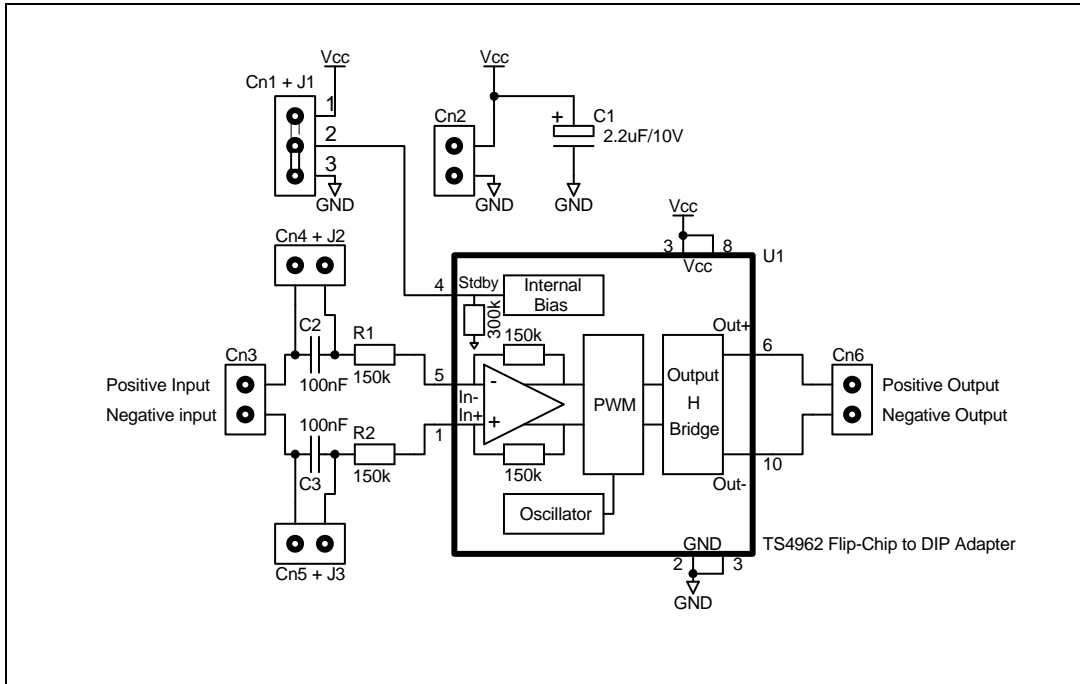 Vcc
Cn1 + J1
1
2
3
GND
Vcc
Cn2
GND
+
C1
2.2uF/10V
GND
Vcc
3
8
Vcc
U1
Cn4 + J2
4
Stdby
Internal
Bias
300k
150k
Out+
6
C2
100nF
R1
150k
Cn3
Positive Input
Negative input
5
In-
In+
1
-
+
PWM
Output
H
Bridge
Cn6
Positive Output
Negative Output
100nF
C3
R2
150k
150k
10
Out-
Oscillator
Cn5 + J3
GND
2
3
GND
TS4962 Flip-Chip to DIP Adapter